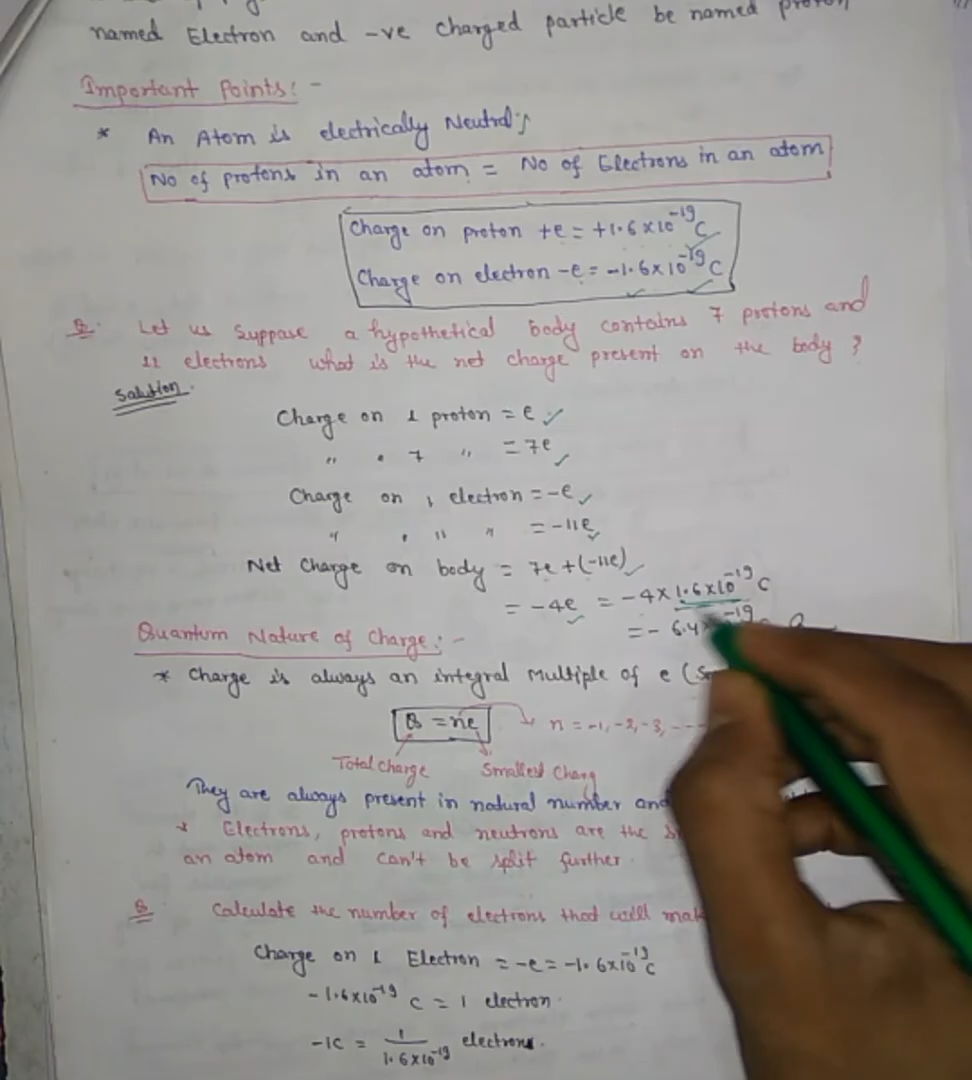 named Electron and -ve charged particle be named proton
Important Points:-
* An Atom is electrically Neutral
No of protons in an atom = No of Electrons in an atom
Charge on proton +e = +1.6×10⁻¹⁹C
Charge on electron -e = -1.6×10⁻¹⁹C
Q. Let us Suppose a hypothetical body contains 7 protons and
11 electrons what is the net charge present on the body ?
Solution.
Charge on 1 proton = e
" " 7 " = 7e
Charge on 1 electron = -e
" " 11 " = -11e
Net Charge on body = 7e+(-11e)
= -4e = -4×1.6×10⁻¹⁹C
= - 6.4 ⁻¹⁹
Quantum Nature of Charge:-
* Charge is always an integral Multiple of e (
Q = ne n = -1,-2,-3,---
Total charge Smallest Charg
They are always present in natural number and
* Electrons, protons and neutrons are the
an atom and can't be split further.
Q Calculate the number of electrons that will
Charge on 1 Electron = -e = -1.6×10⁻¹⁹C
-1.6×10⁻¹⁹ C = 1 electron.
-1C = 1/1.6×10⁻¹⁹ electrons.